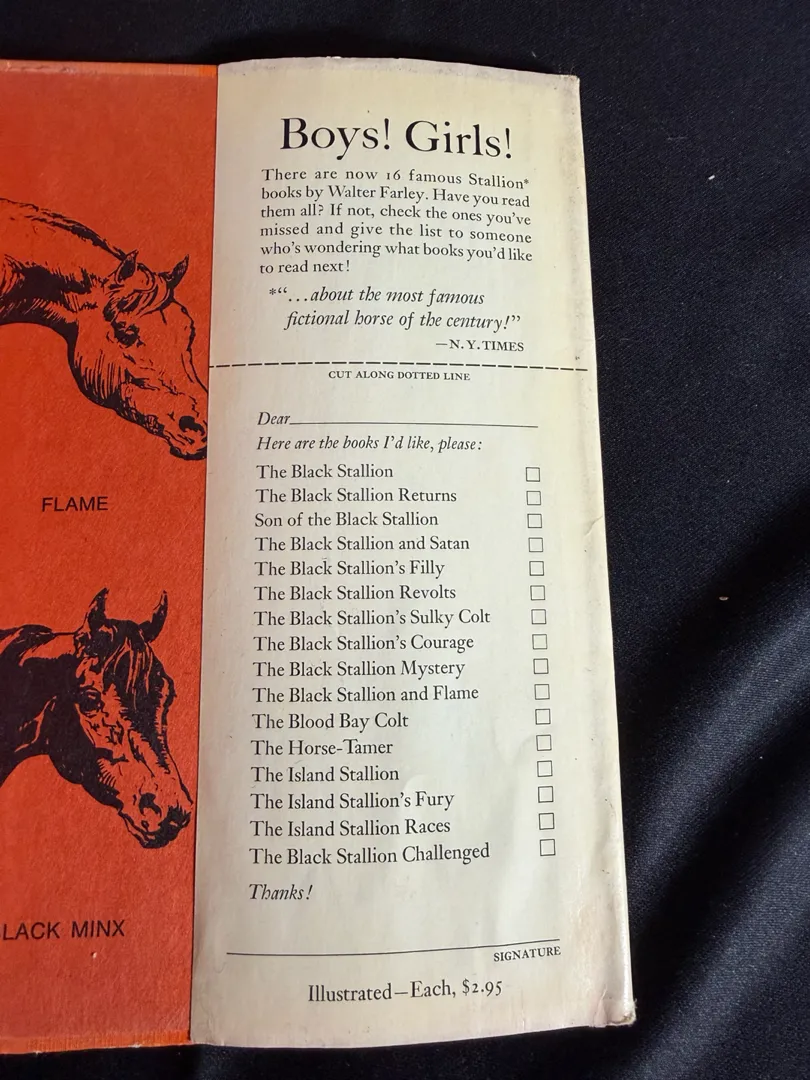 Boys! Girls!
There are now 16 famous Stallion*
books by Walter Farley. Have you read
them all? If not, check the ones you've
missed and give the list to someone
who's wondering what books you'd like
to read next!
*“...about the most famous
fictional horse of the century!”
—N.Y. TIMES
CUT ALONG DOTTED LINE
Dear
Here are the books I'd like, please:
The Black Stallion
The Black Stallion Returns
Son of the Black Stallion
The Black Stallion and Satan
The Black Stallion's Filly
The Black Stallion Revolts
The Black Stallion's Sulky Colt
The Black Stallion's Courage
The Black Stallion Mystery
The Black Stallion and Flame
The Blood Bay Colt
The Horse-Tamer
The Island Stallion
The Island Stallion's Fury
The Island Stallion Races
The Black Stallion Challenged
Thanks!
SIGNATURE
Illustrated—Each, $2.95
FLAME
LACK MINX